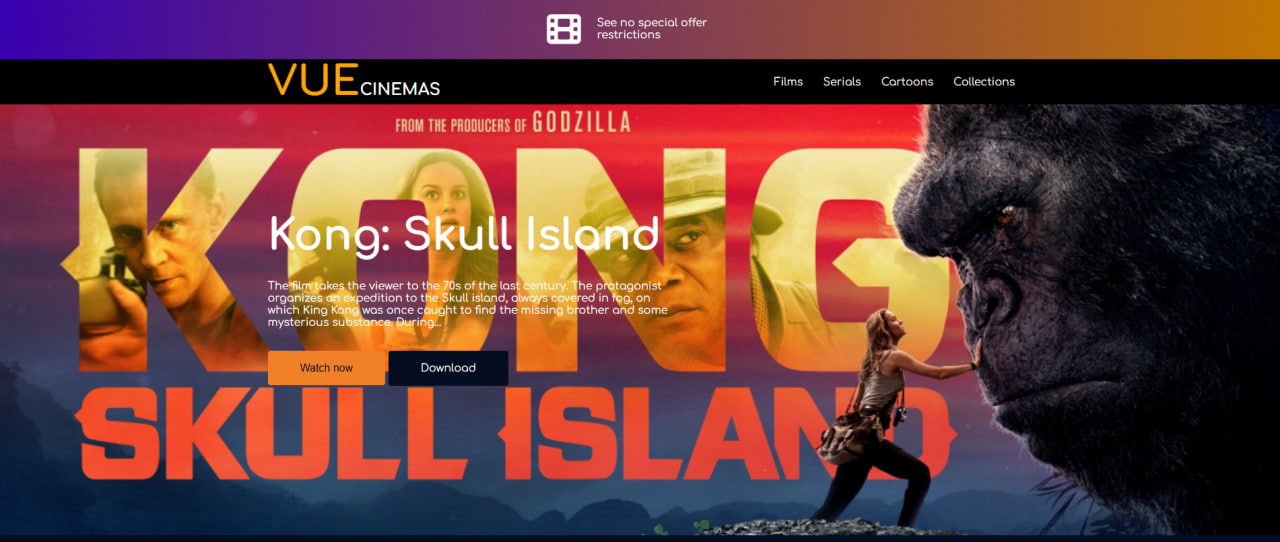 See no special offer
restrictions
VUE CINEMAS
Films Serials Cartoons Collections
FROM THE PRODUCERS OF GODZILLA
KONG
Kong: Skull Island
The film takes the viewer to the 70s of the last century. The protagonist
organizes an expedition to the Skull island, always covered in fog, on
which King Kong was once caught to find the missing brother and some
mysterious substance. During...
Watch now Download
SKULL ISLAND